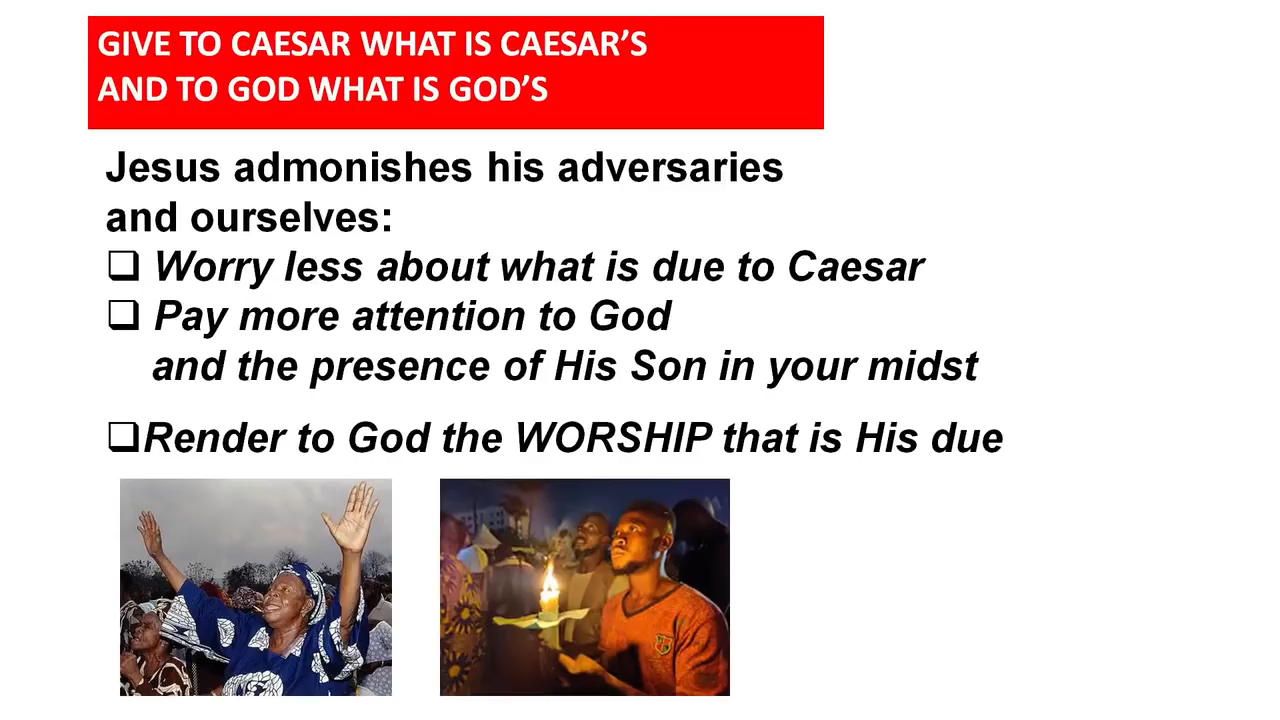 GIVE TO CAESAR WHAT IS CAESAR’S
AND TO GOD WHAT IS GOD’S
Jesus admonishes his adversaries
and ourselves:
❑ Worry less about what is due to Caesar
❑ Pay more attention to God
and the presence of His Son in your midst
❑Render to God the WORSHIP that is His due